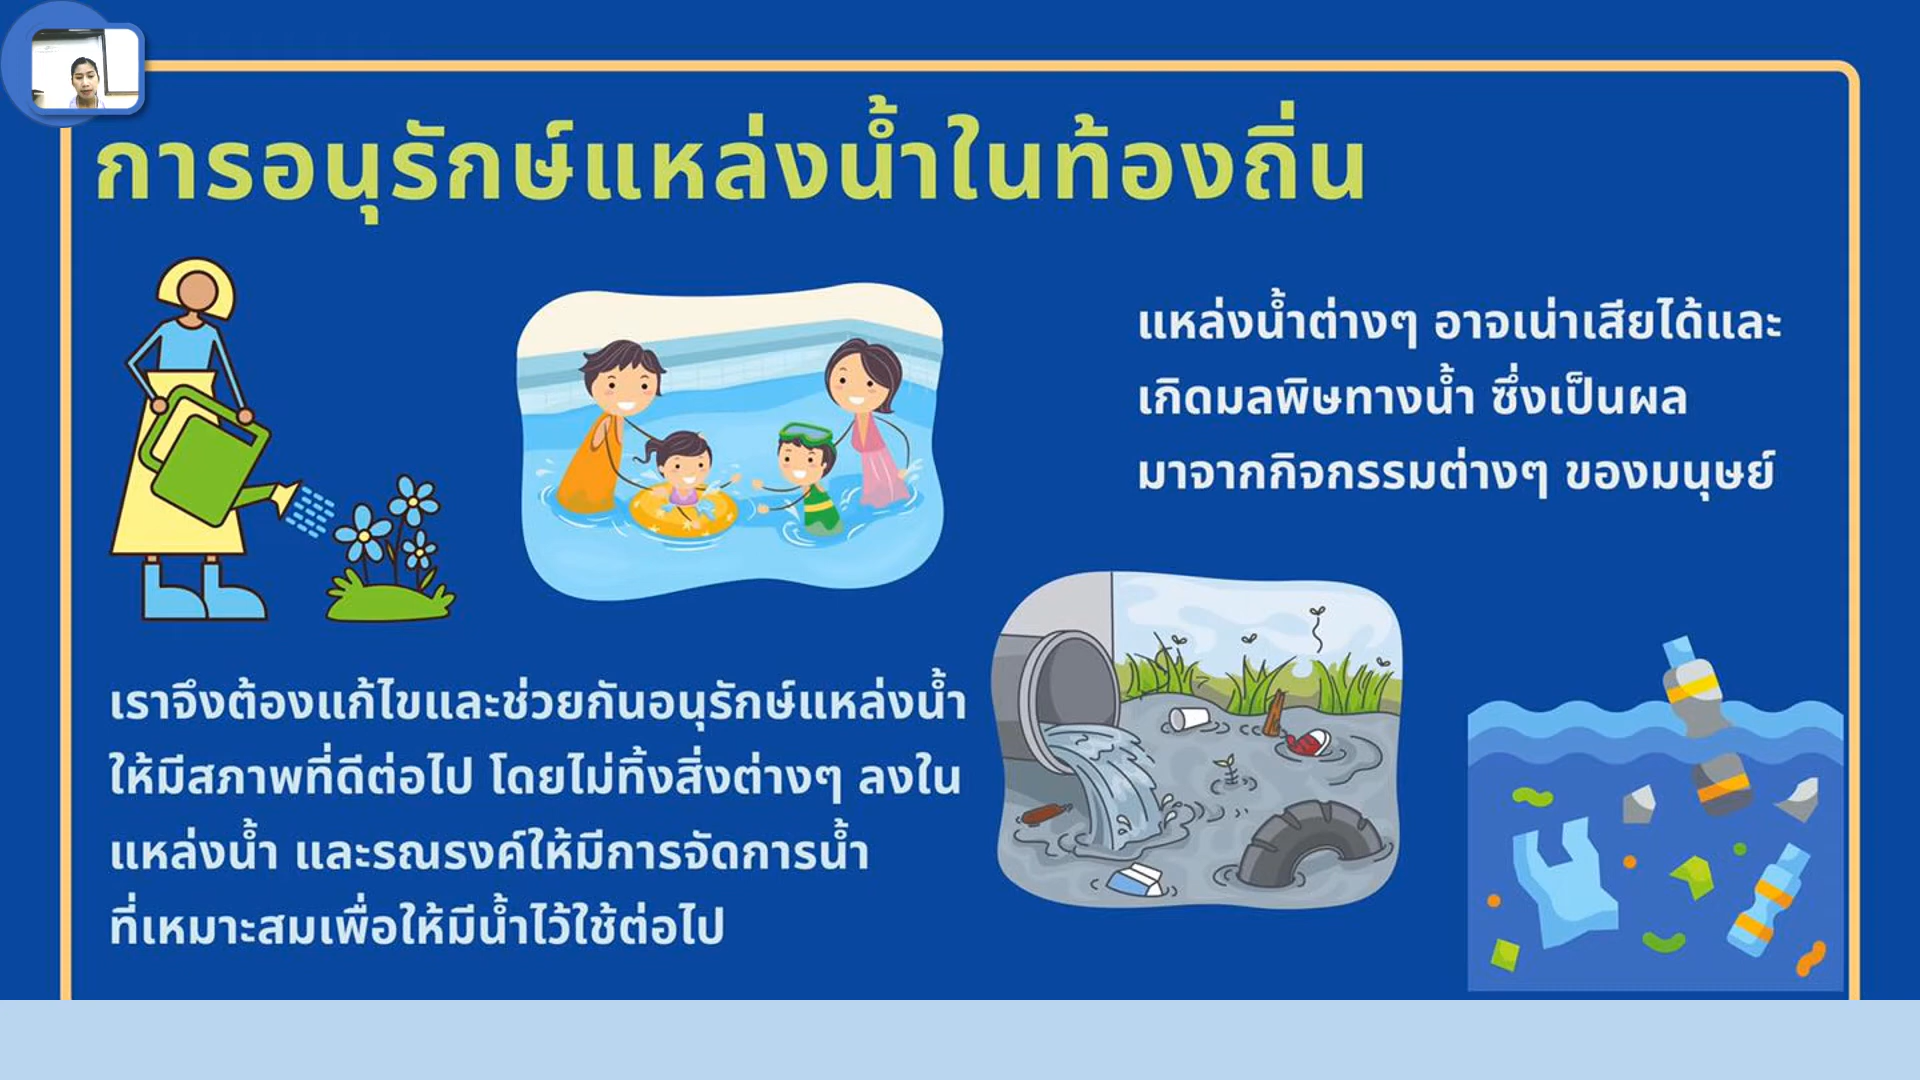 การอนุรักษ์แหล่งน้ำในท้องถิ่น
แหล่งน้ำต่างๆ อาจเน่าเสียได้และ
เกิดมลพิษทางน้ำ ซึ่งเป็นผล
มาจากกิจกรรมต่างๆ ของมนุษย์
เราจึงต้องแก้ไขและช่วยกันอนุรักษ์แหล่งน้ำ
ให้มีสภาพที่ดีต่อไป โดยไม่ทิ้งสิ่งต่างๆ ลงใน
แหล่งน้ำ และรณรงค์ให้มีการจัดการน้ำ
ที่เหมาะสมเพื่อให้มีน้ำไว้ใช้ต่อไป